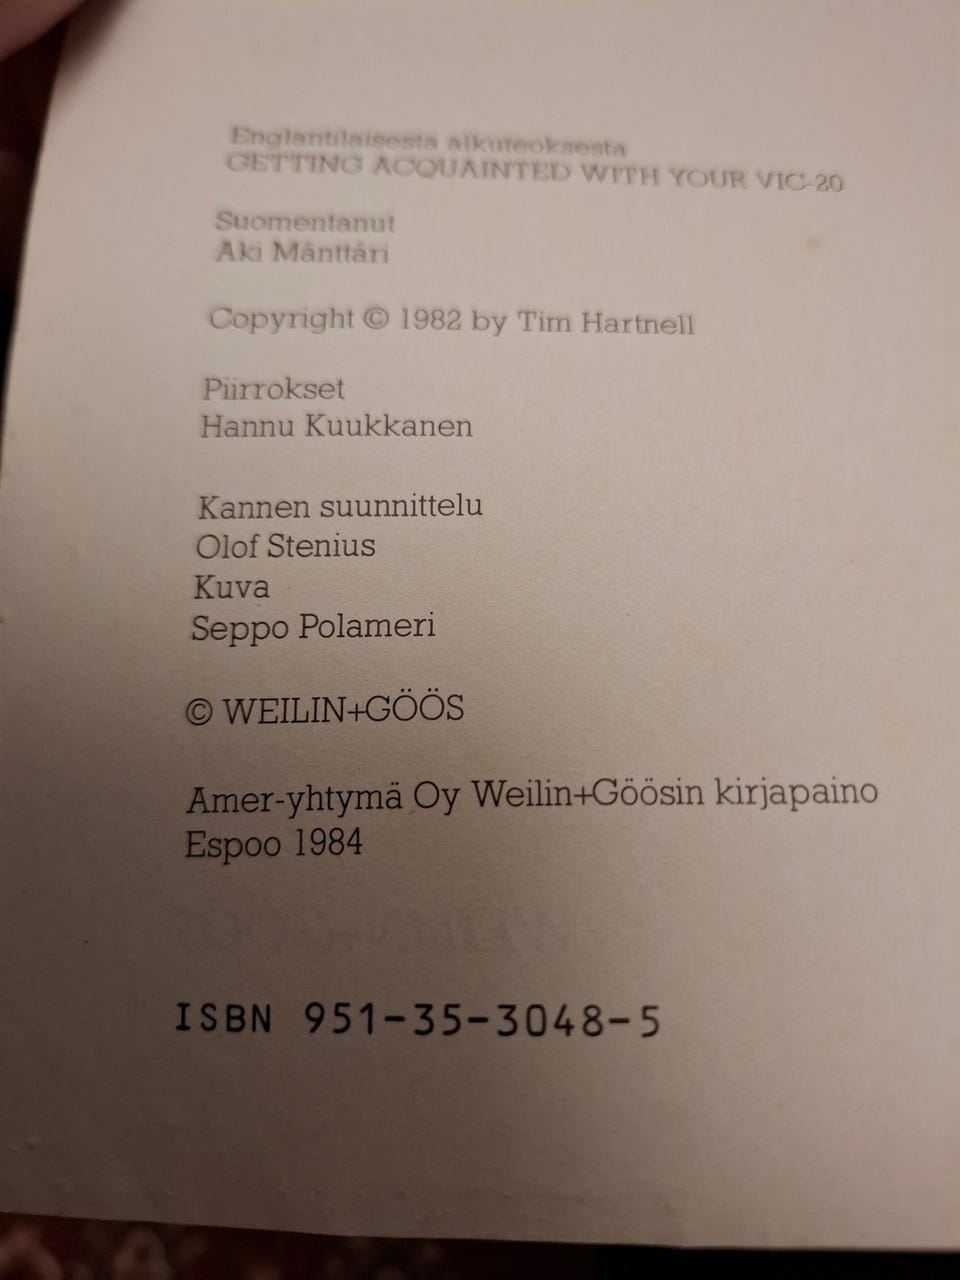 Englantilaisesta alkuteoksesta
GETTING ACQUAINTED WITH YOUR VIC-20
Suomentanut
Aki Mänttäri
Copyright © 1982 by Tim Hartnell
Piirrokset
Hannu Kuukkanen
Kannen suunnittelu
Olof Stenius
Kuva
Seppo Polameri
© WEILIN+GÖÖS
Amer-yhtymä Oy Weilin+Göösin kirjapaino
Espoo 1984
ISBN 951-35-3048-5